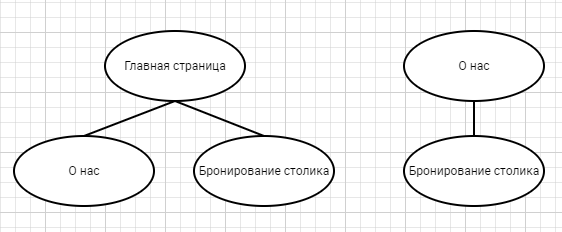 Главная страница
О нас
О нас
Бронирование столика
Бронирование столика